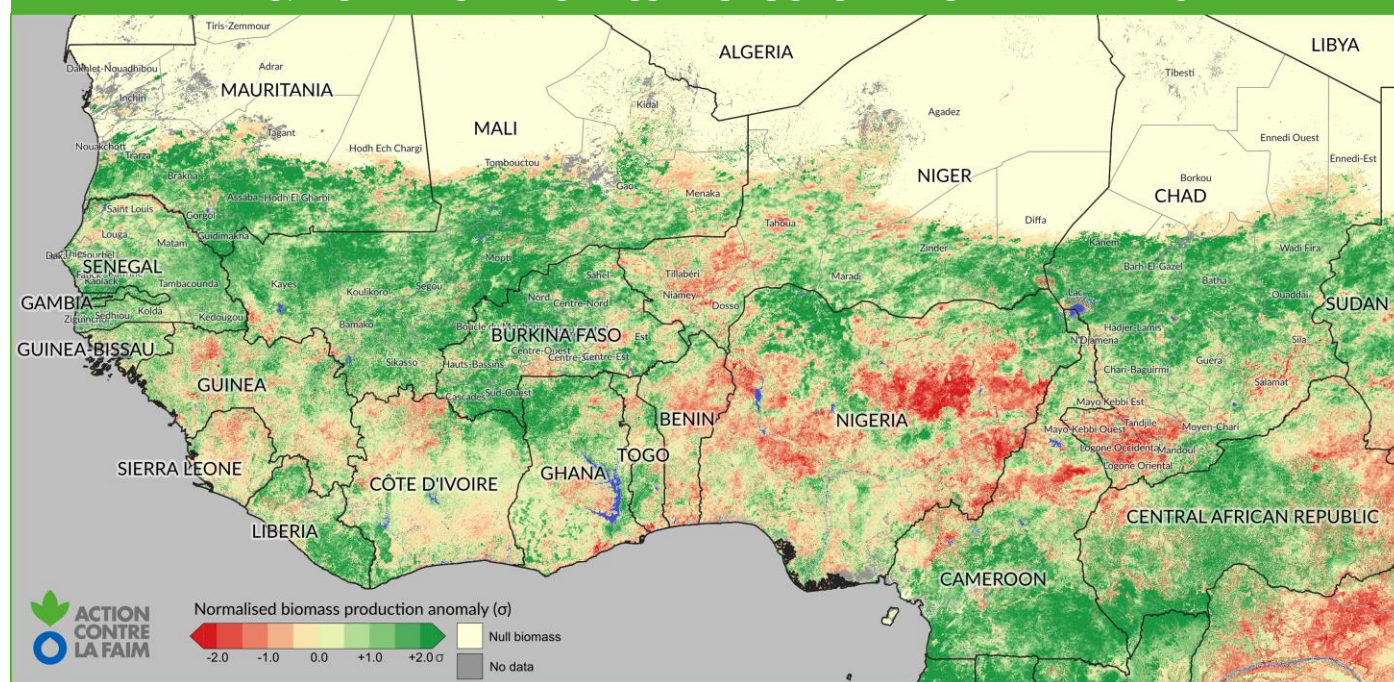 Tiris-Zemmour
ALGERIA
LIBYA
Dakhlet-Nouadhibou
Adrar
Tibesti
Inchiri
MAURITANIA
Kidal
Agadez
Tagant
MALI
Ennedi Ouest
Nouakchott
Trarza
Hodh Ech Chargi
Tombouctou
Ennedi-Est
Brakna
Gao
NIGER
Borkou
Assaba
Hodh El Gharbi
Menaka
CHAD
Saint Louis
Gorgol
Tahoua
Diffa
Louga
Guidimakha
Zinder
Kanem
Wadi Fira
Matam
Mopti
Barh-El-Gazel
SENEGAL
Sahel
Tillabéri
Maradi
Batha
Tambacounda
Kayes
Koulikoro
Ségou
Nord
Centre-Nord
Niamey
Dosso
Lac
Ouaddaï
SUDAN
GAMBIA
Kaolack
Sedhiou
Kolda
Kedougou
Bamako
BURKINA FASO
Est
Hadjer-Lamis
N'Djamena
Sila
GUINEA-BISSAU
Sikasso
Hauts-Bassins
Centre-Ouest
Centre-Est
Chari-Baguirmi
Guera
GUINEA
Cascades
Sud-Ouest
Salamat
BENIN
NIGERIA
Mayo Kebbi Est
Mayo-Kebbi Ouest
Tandjile
Moyen-Chari
Logone Occidental
Mandoul
Logone Oriental
SIERRA LEONE
CÔTE D'IVOIRE
GHANA
TOGO
LIBERIA
CENTRAL AFRICAN REPUBLIC
CAMEROON
ACTION
CONTRE
LA FAIM
Normalised biomass production anomaly (σ)
-2.0 -1.0 0.0 +1.0 +2.0 σ
Null biomass
No data